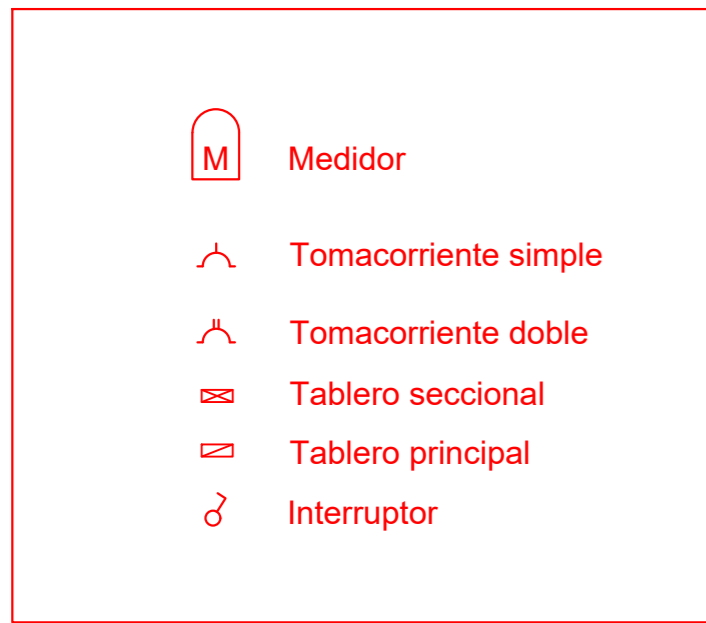 M Medidor
Tomacorriente simple
Tomacorriente doble
Tablero seccional
Tablero principal
Interruptor